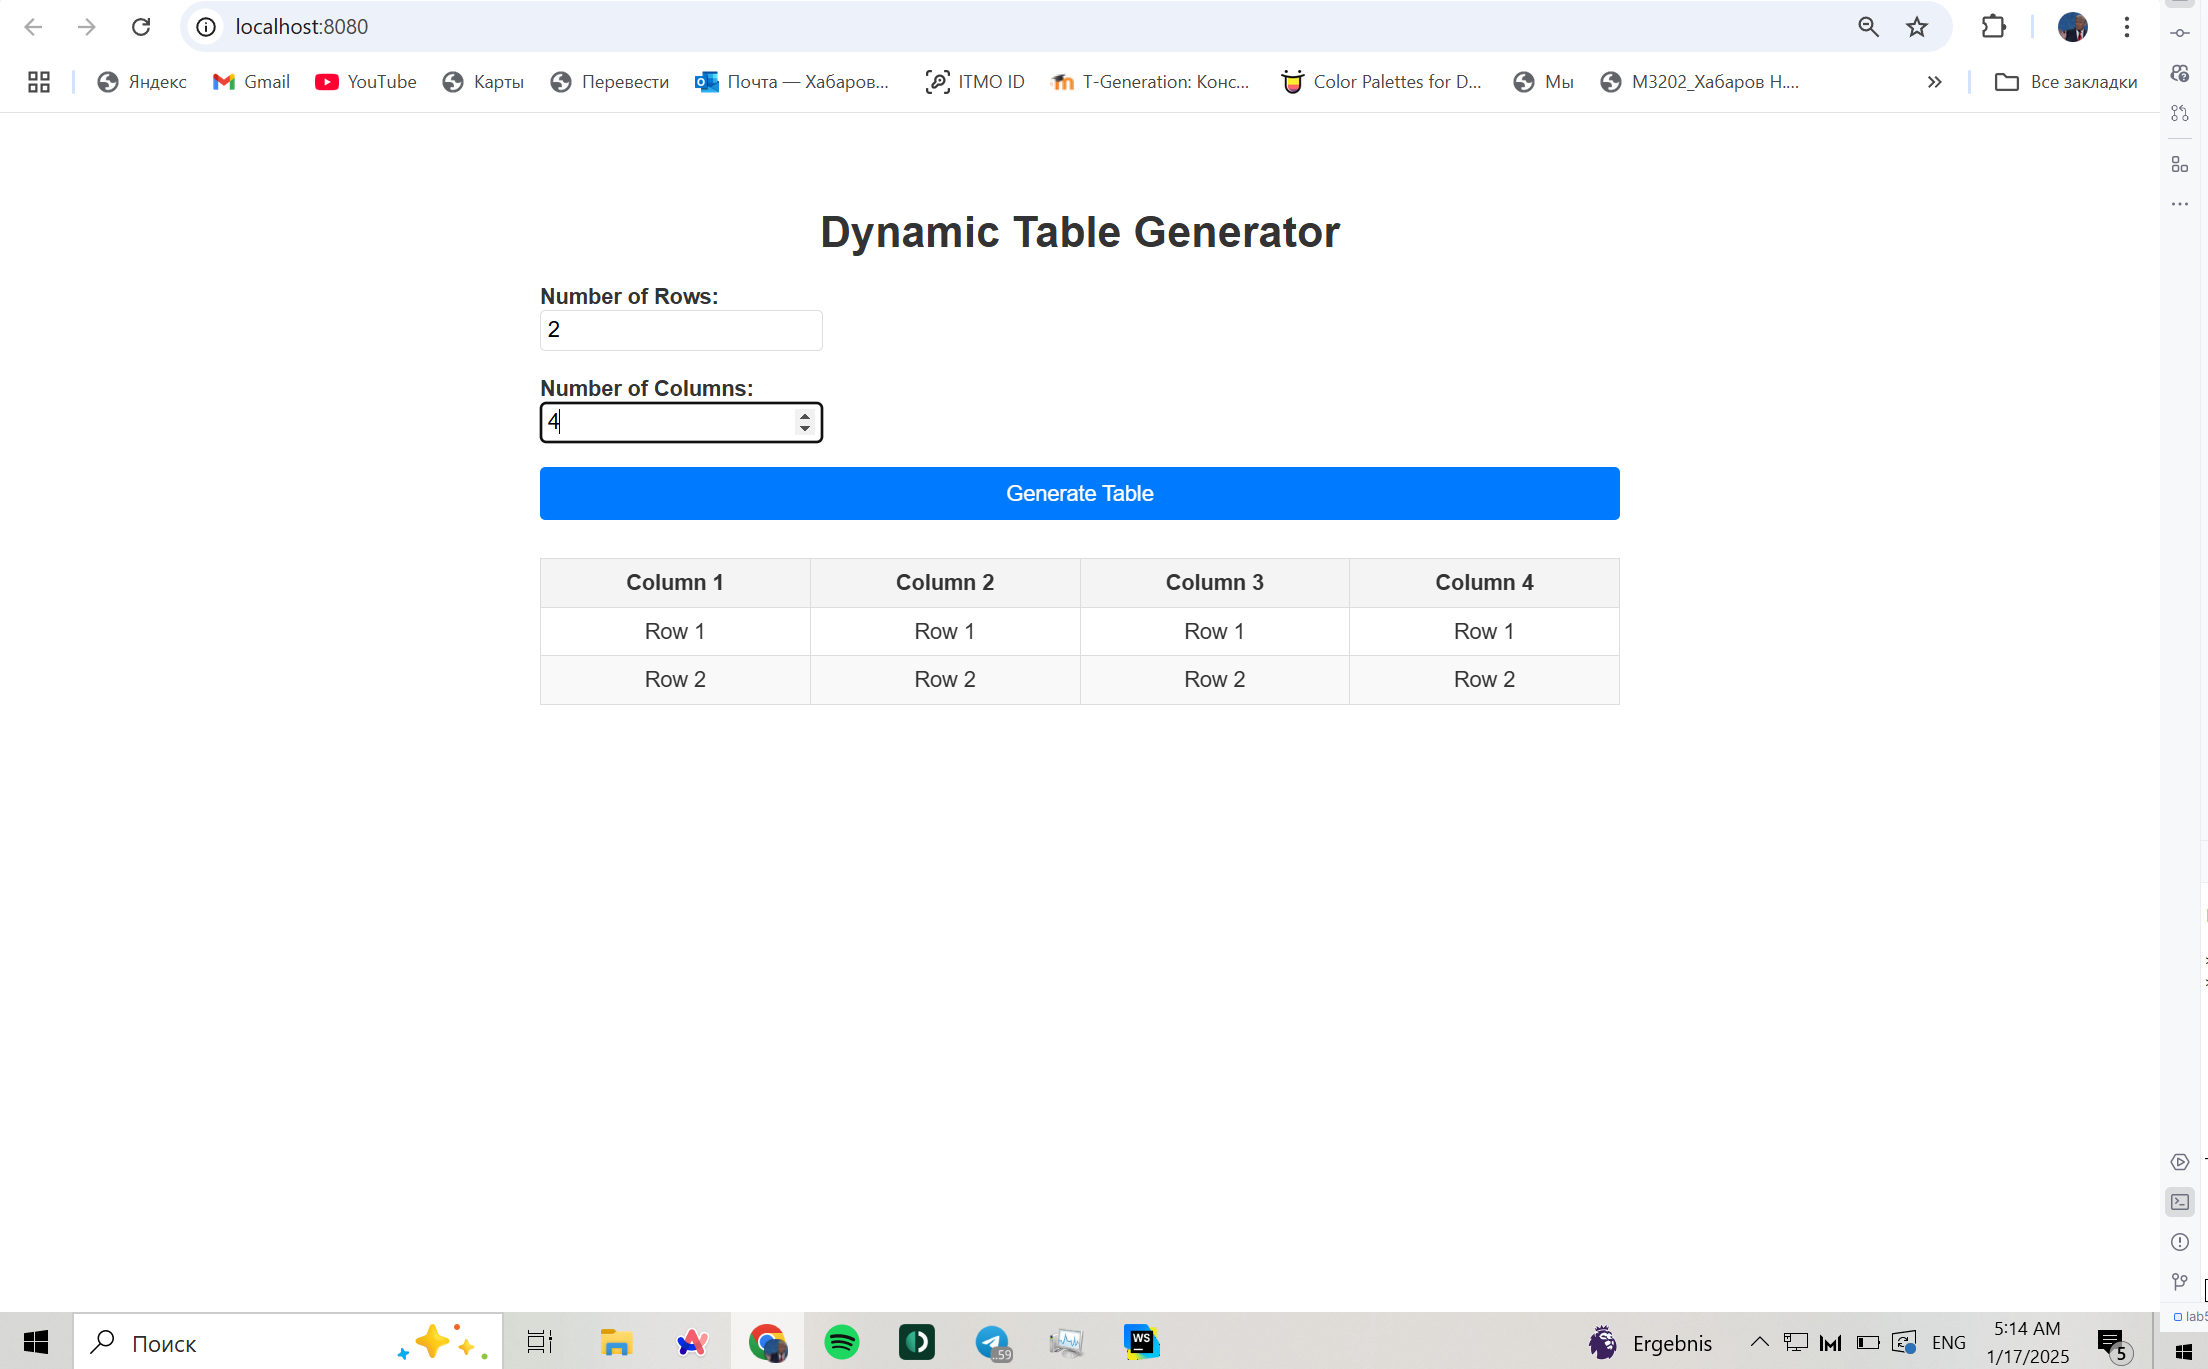 localhost:8080
Яндекс Gmail YouTube Карты Перевести Почта — Хабаров... ITMO ID T-Generation: Конс... Color Palettes for D... Мы M3202_Хабаров Н.... Все закладки
Dynamic Table Generator
Number of Rows:
2
Number of Columns:
4
Generate Table
Column 1 Column 2 Column 3 Column 4
Row 1 Row 1 Row 1 Row 1
Row 2 Row 2 Row 2 Row 2
lab5
Поиск WS 59 Ergebnis ENG 5:14 AM 5
1/17/2025